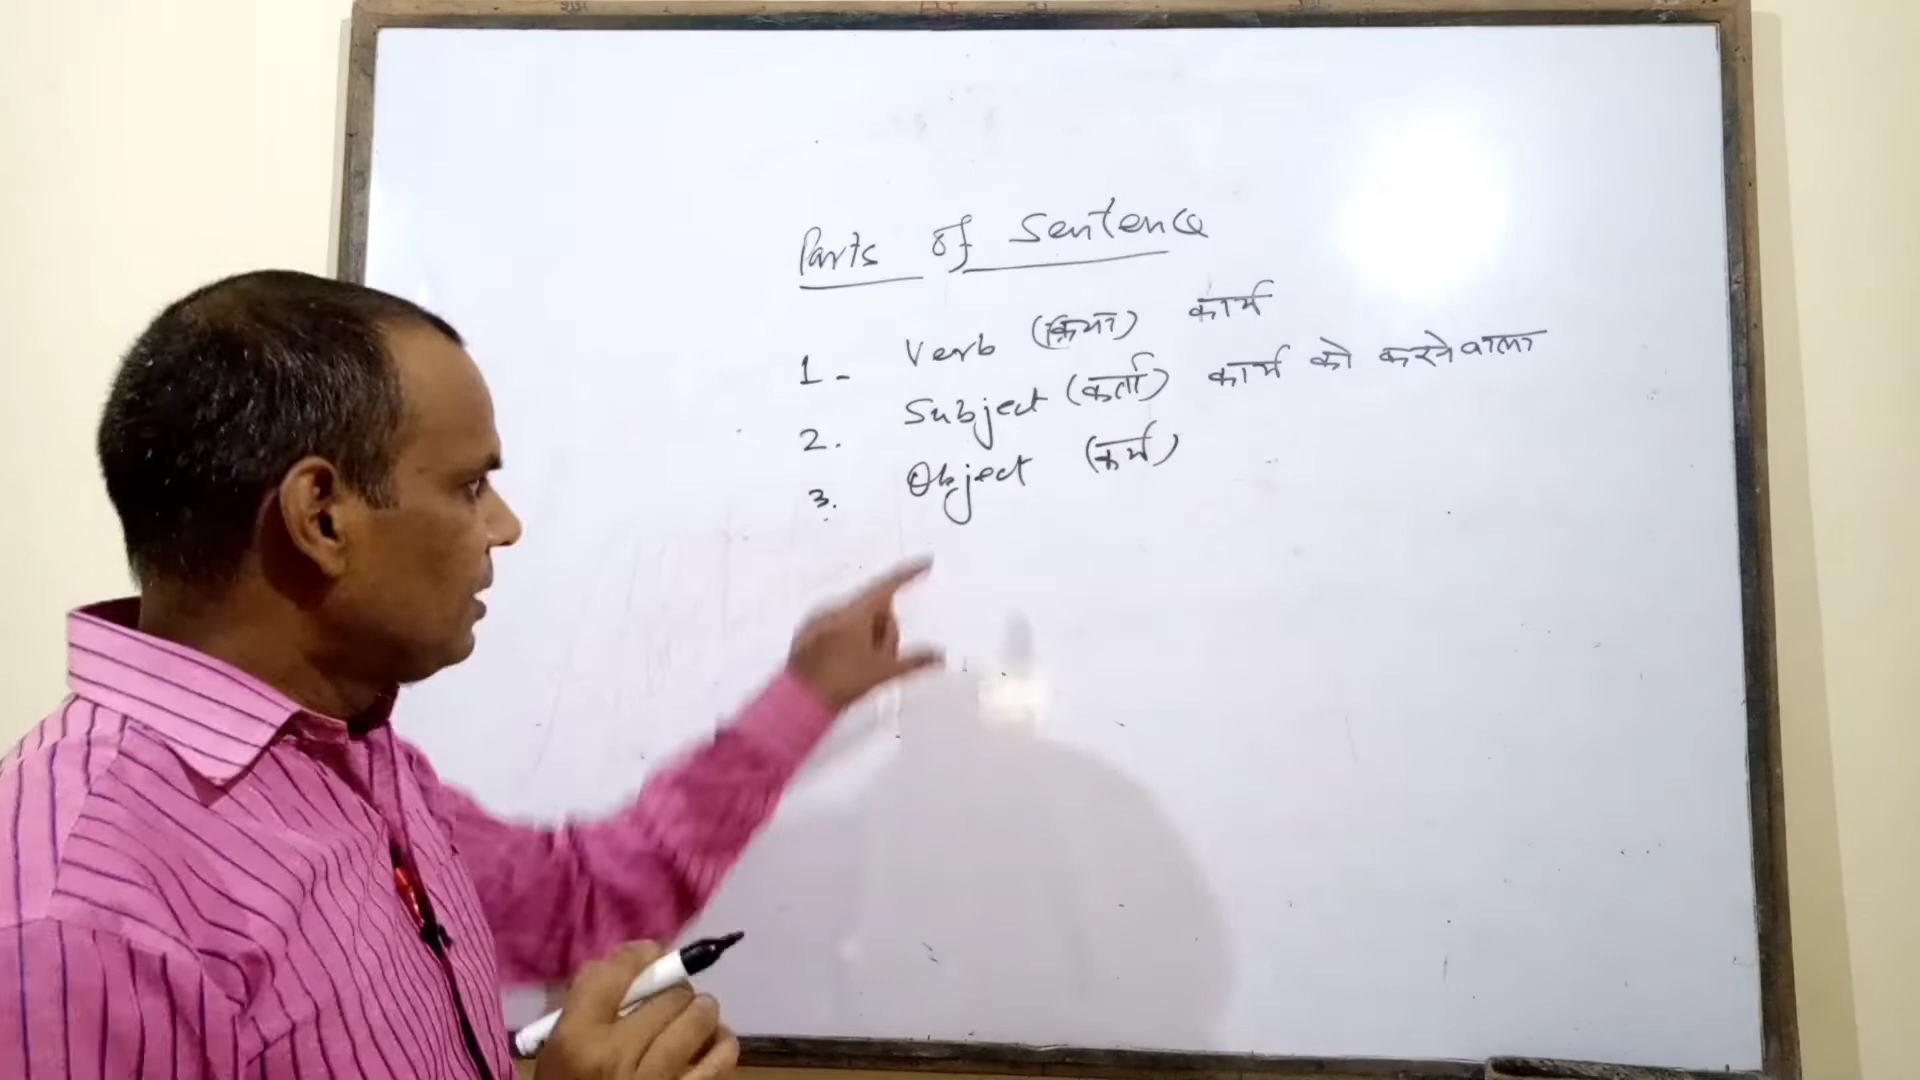 Parts of Sentence
1- Verb (क्रिया) कार्य
2. Subject (कर्ता) कार्य को करने वाला
3. Object (कर्म)